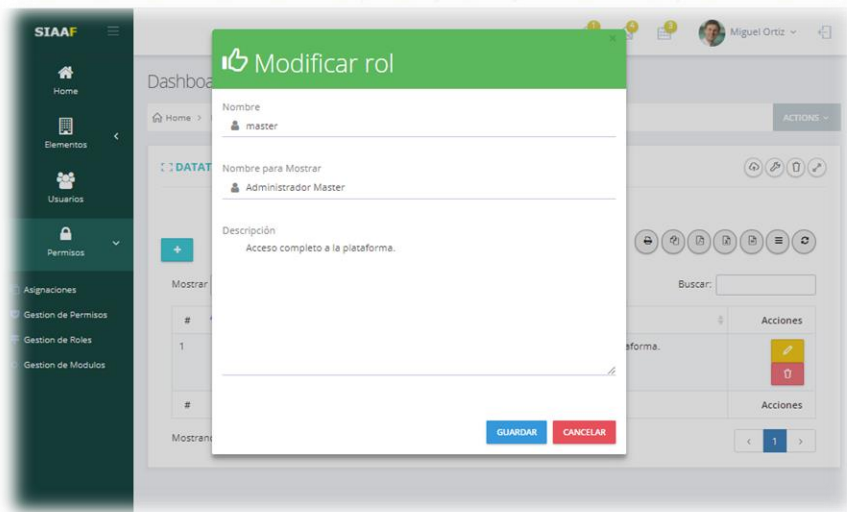 SIAAF
Miguel Ortiz
Modificar rol
Home
Dashboa
Home
ACTIONS
Nombre
master
Elementos
DATAT
Nombre para Mostrar
Administrador Master
Usuarios
Descripción
Acceso completo a la plataforma.
Permisos
Asignaciones
Mostrar
Buscar:
Gestion de Permisos
#
Acciones
Gestion de Roles
1
aforma.
Gestion de Modulos
#
Acciones
GUARDAR
CANCELAR
Mostrand
1